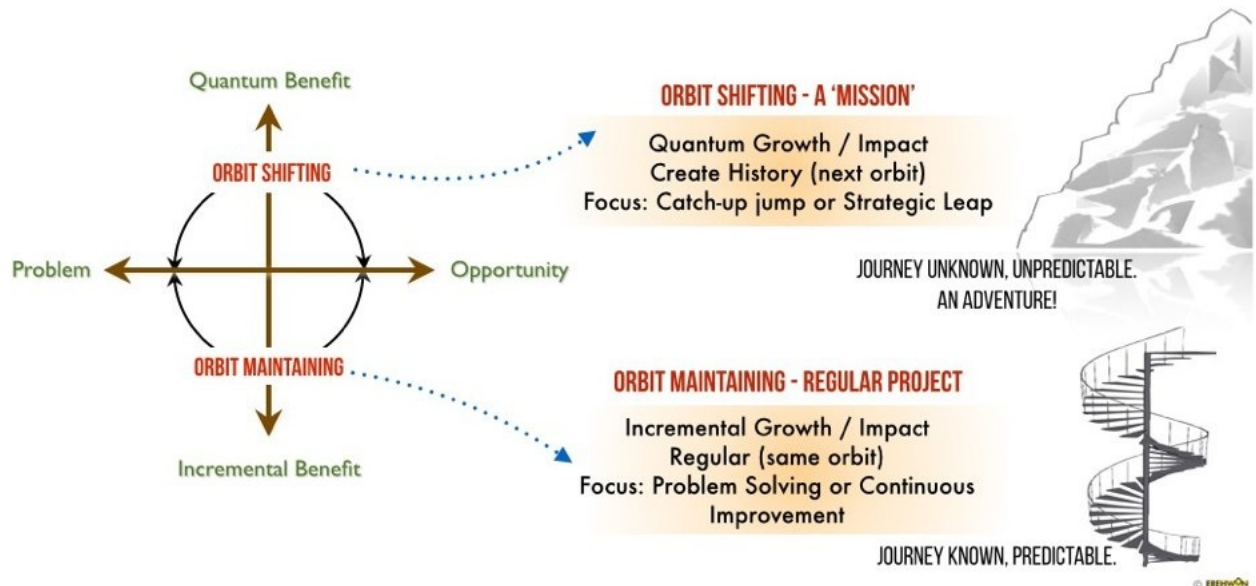 Quantum Benefit
ORBIT SHIFTING
Problem
Opportunity
ORBIT MAINTAINING
Incremental Benefit
ORBIT SHIFTING - A ‘MISSION’
Quantum Growth / Impact
Create History (next orbit)
Focus: Catch-up jump or Strategic Leap
JOURNEY UNKNOWN, UNPREDICTABLE.
AN ADVENTURE!
ORBIT MAINTAINING - REGULAR PROJECT
Incremental Growth / Impact
Regular (same orbit)
Focus: Problem Solving or Continuous
Improvement
JOURNEY KNOWN, PREDICTABLE.
© EREHWON